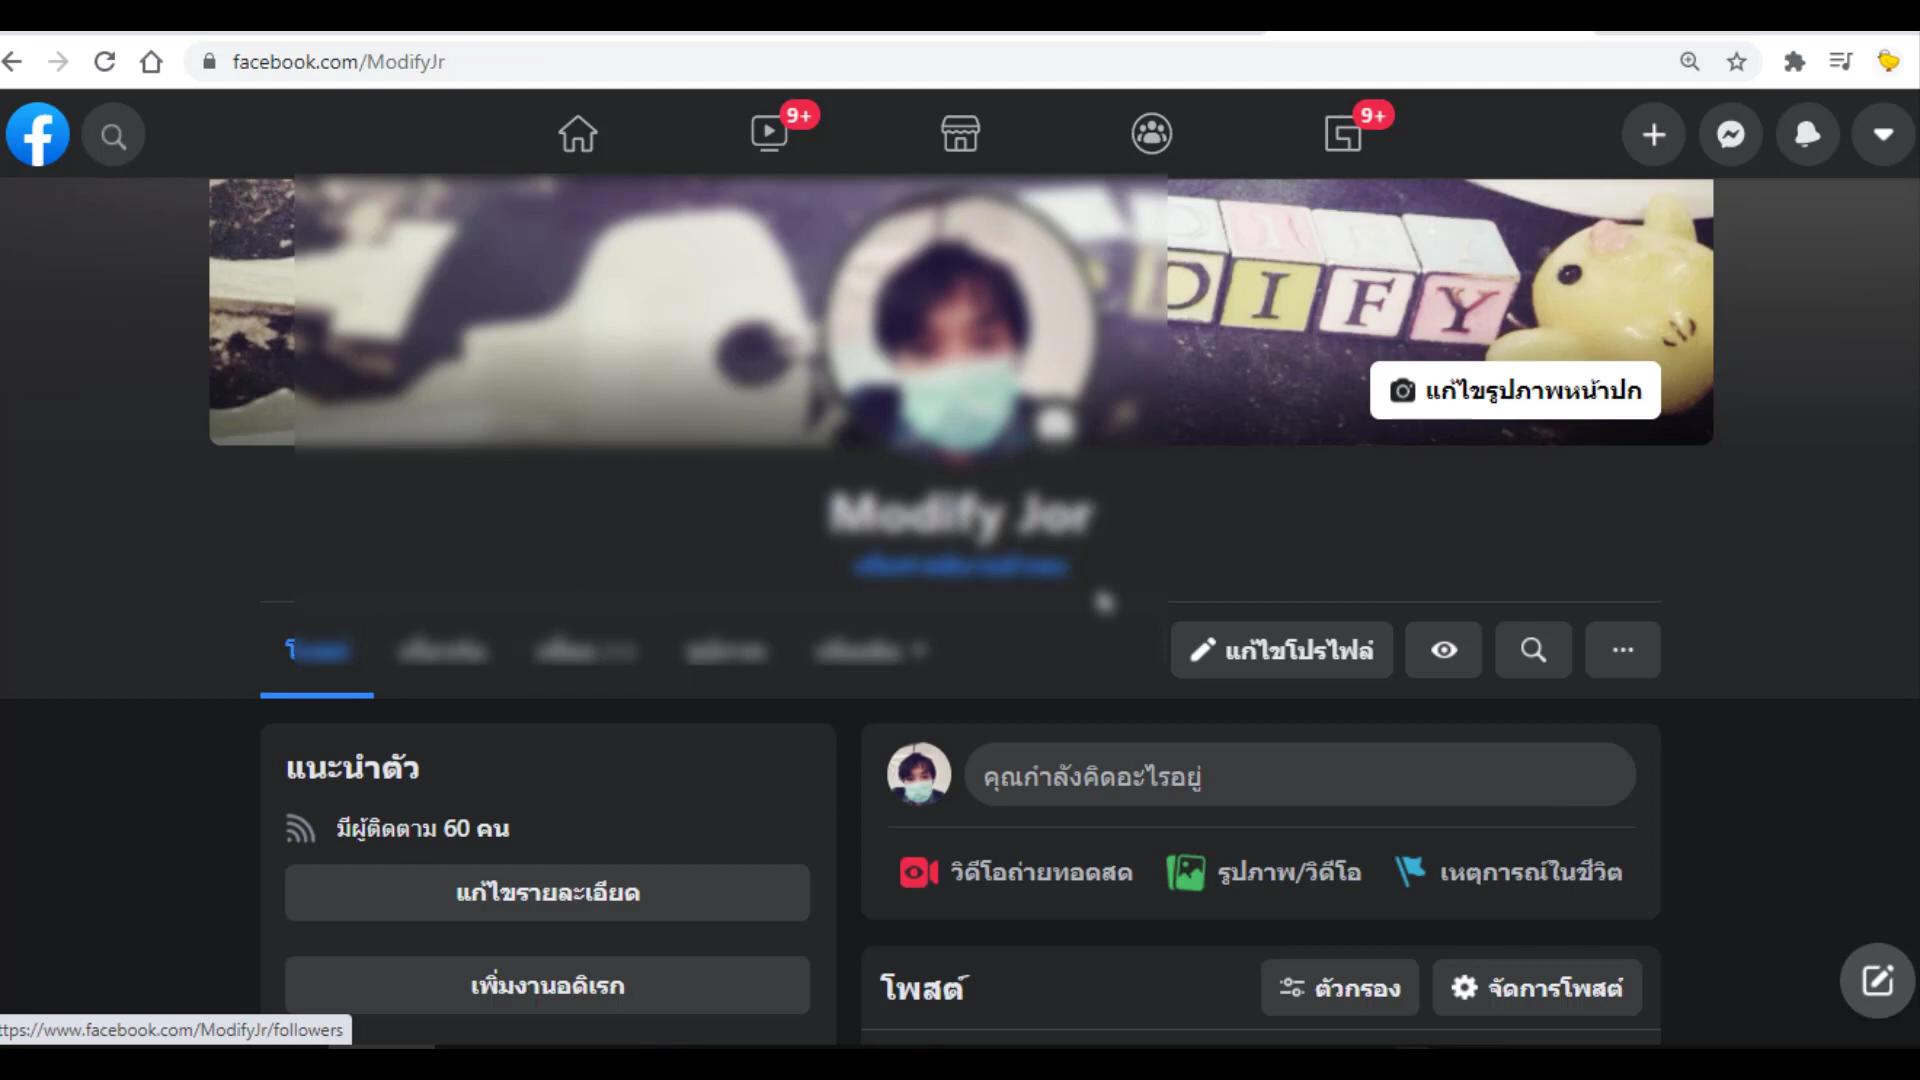 facebook.com/ModifyJr
9+
9+
DIFY
แก้ไขรูปภาพหน้าปก
Modify Jor
แก้ไขโปรไฟล์
แนะนำตัว
มีผู้ติดตาม 60 คน
แก้ไขรายละเอียด
เพิ่มงานอดิเรก
คุณกำลังคิดอะไรอยู่
วิดีโอถ่ายทอดสด
รูปภาพ/วิดีโอ
เหตุการณ์ในชีวิต
โพสต์
ตัวกรอง
จัดการโพสต์
ttps://www.facebook.com/ModifyJr/followers